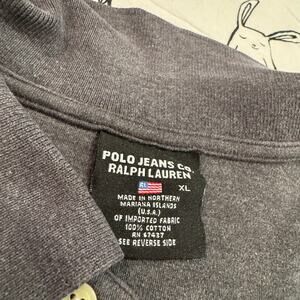 POLO JEANS CO.
RALPH LAUREN
XL
MADE IN NORTHERN
MARIANA ISLANDS
(U.S.A.)
OF IMPORTED FABRIC
100% COTTON
RN 67437
SEE REVERSE SIDE